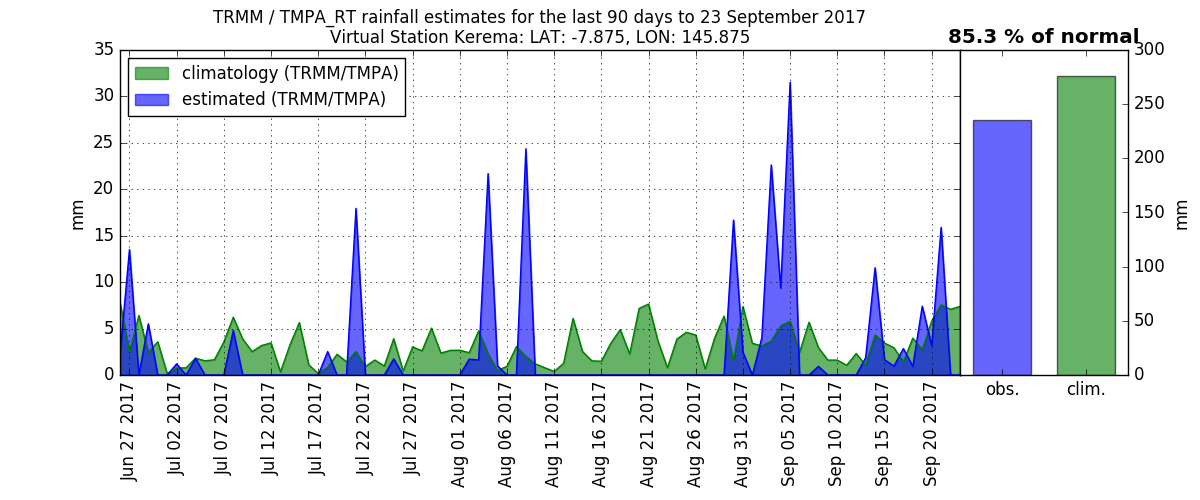 TRMM / TMPA_RT rainfall estimates for the last 90 days to 23 September 2017
Virtual Station Kerema: LAT: -7.875, LON: 145.875
85.3 % of normal
climatology (TRMM/TMPA)
estimated (TRMM/TMPA)
35
30
25
20
15
10
5
0
mm
Jun 27 2017
Jul 02 2017
Jul 07 2017
Jul 12 2017
Jul 17 2017
Jul 22 2017
Jul 27 2017
Aug 01 2017
Aug 06 2017
Aug 11 2017
Aug 16 2017
Aug 21 2017
Aug 26 2017
Aug 31 2017
Sep 05 2017
Sep 10 2017
Sep 15 2017
Sep 20 2017
obs.
clim.
300
250
200
150
100
50
0
mm